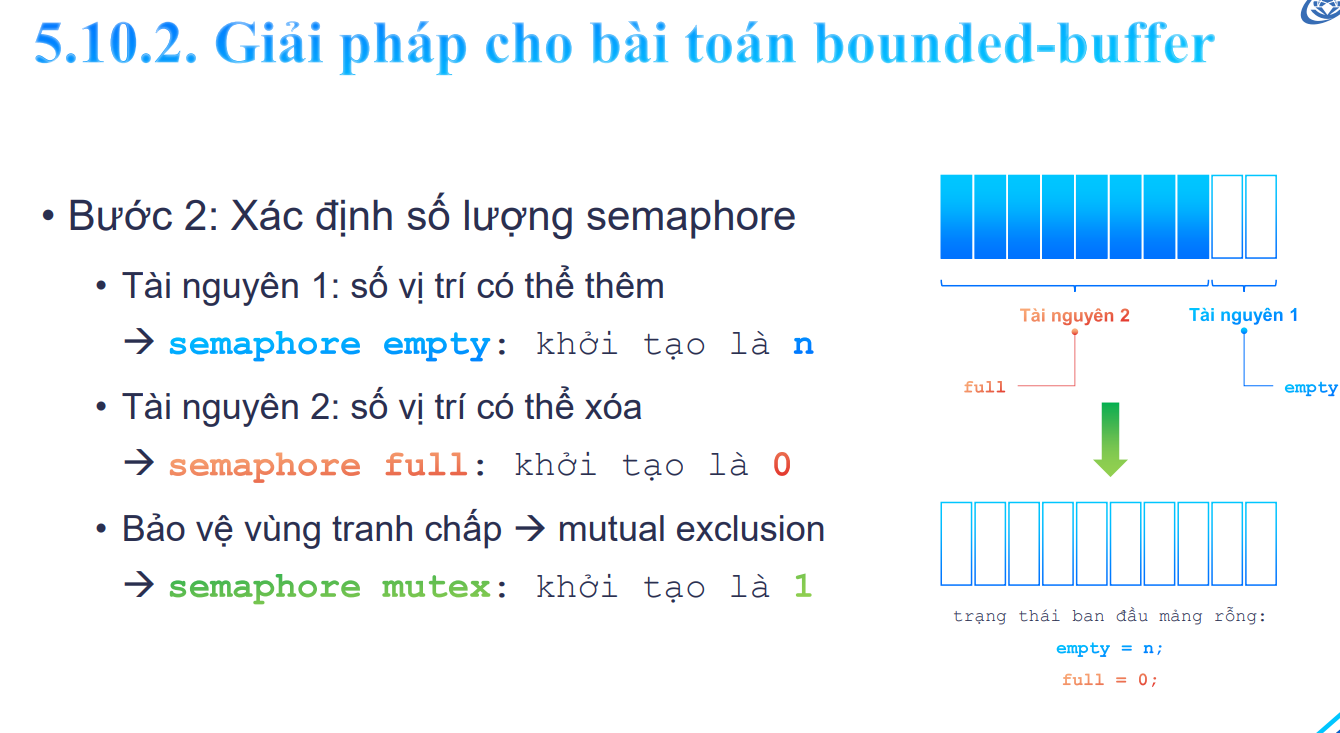 5.10.2. Giải pháp cho bài toán bounded-buffer
• Bước 2: Xác định số lượng semaphore
• Tài nguyên 1: số vị trí có thể thêm
→ semaphore empty: khởi tạo là n
• Tài nguyên 2: số vị trí có thể xóa
→ semaphore full: khởi tạo là 0
• Bảo vệ vùng tranh chấp → mutual exclusion
→ semaphore mutex: khởi tạo là 1
Tài nguyên 2
Tài nguyên 1
full
empty
trạng thái ban đầu mảng rỗng:
empty = n;
full = 0;